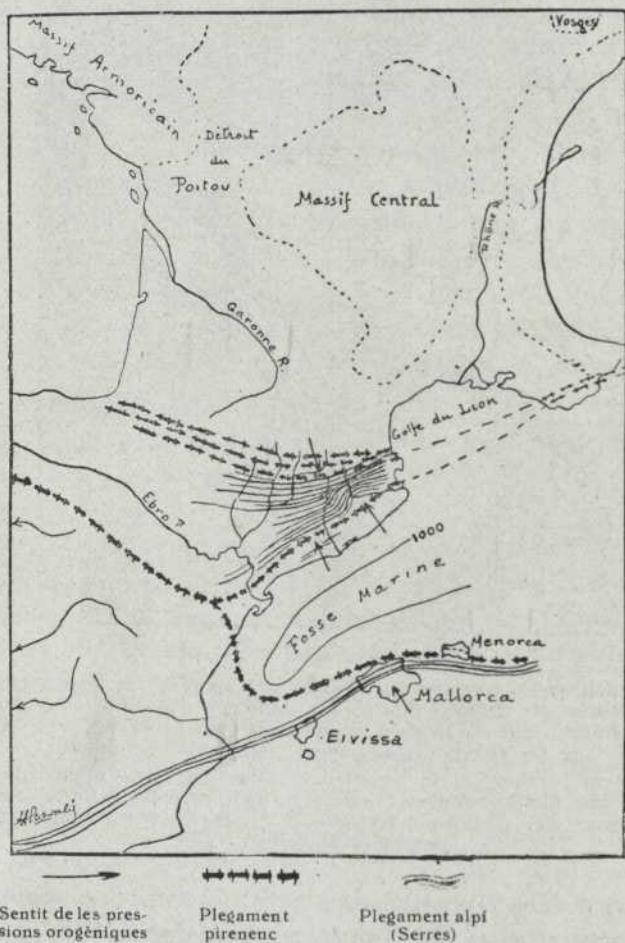 Vosges
Massif Armoricain
Détroit
du
Poitou
Massif Central
Rhône R.
Garonne R.
Golfe du Lion
Ebro R.
1000
Fosse Marine
Menorca
Mallorca
Eivissa
Sentit de les pres-
sions orogèniques
Plegament
pirenenc
Plegament alpí
(Serres)